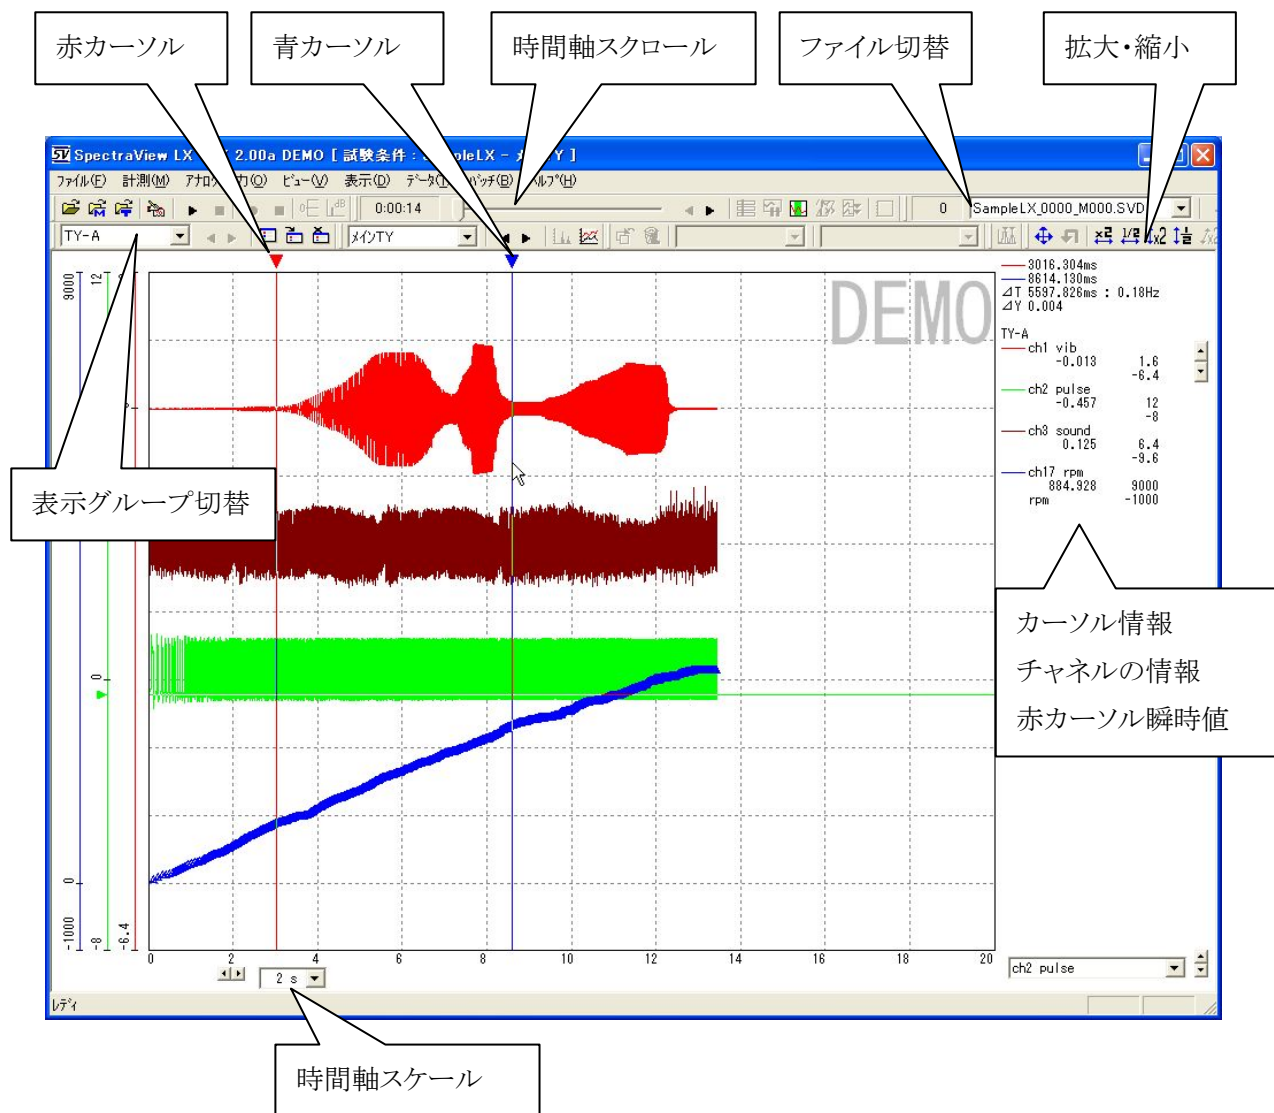 赤カーソル
青カーソル
時間軸スクロール
ファイル切替
拡大・縮小
SpectraView LX
2.00a DEMO [ 試験条件 :
ﾌｧｲﾙ(F) 計測(M)
ﾋﾞｭｰ(V) 表示(D)
0:00:14
0
SampleLX_0000_M000.SVD
TY-A
ﾒｲﾝTY
DEMO
3016.304ms
8614.130ms
⊿T 5597.826ms : 0.18Hz
⊿Y 0.004
TY-A
ch1 vib
-0.013 1.6
-6.4
ch2 pulse
-0.457 12
-8
ch3 sound
0.125 6.4
-9.6
ch17 rpm
884.928 9000
rpm -1000
9000
12
表示グループ切替
カーソル情報
チャネルの情報
赤カーソル瞬時値
0
0
-1000
-8
-6.4
0 2 4 6 8 10 12 14 16 18 20
2 s
ch2 pulse
ﾚﾃﾞｨ
時間軸スケール